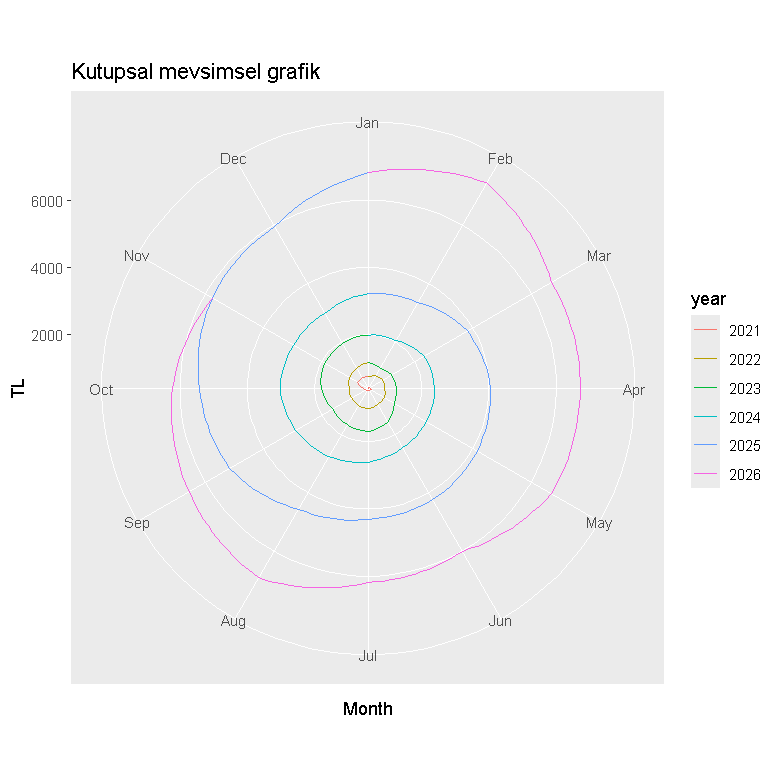 Kutupsal mevsimsel grafik
Jan
Dec
Feb
6000
Nov
Mar
4000
year
2021
2000
2022
TL
Oct
Apr
2023
2024
2025
2026
Sep
May
Aug
Jun
Jul
Month